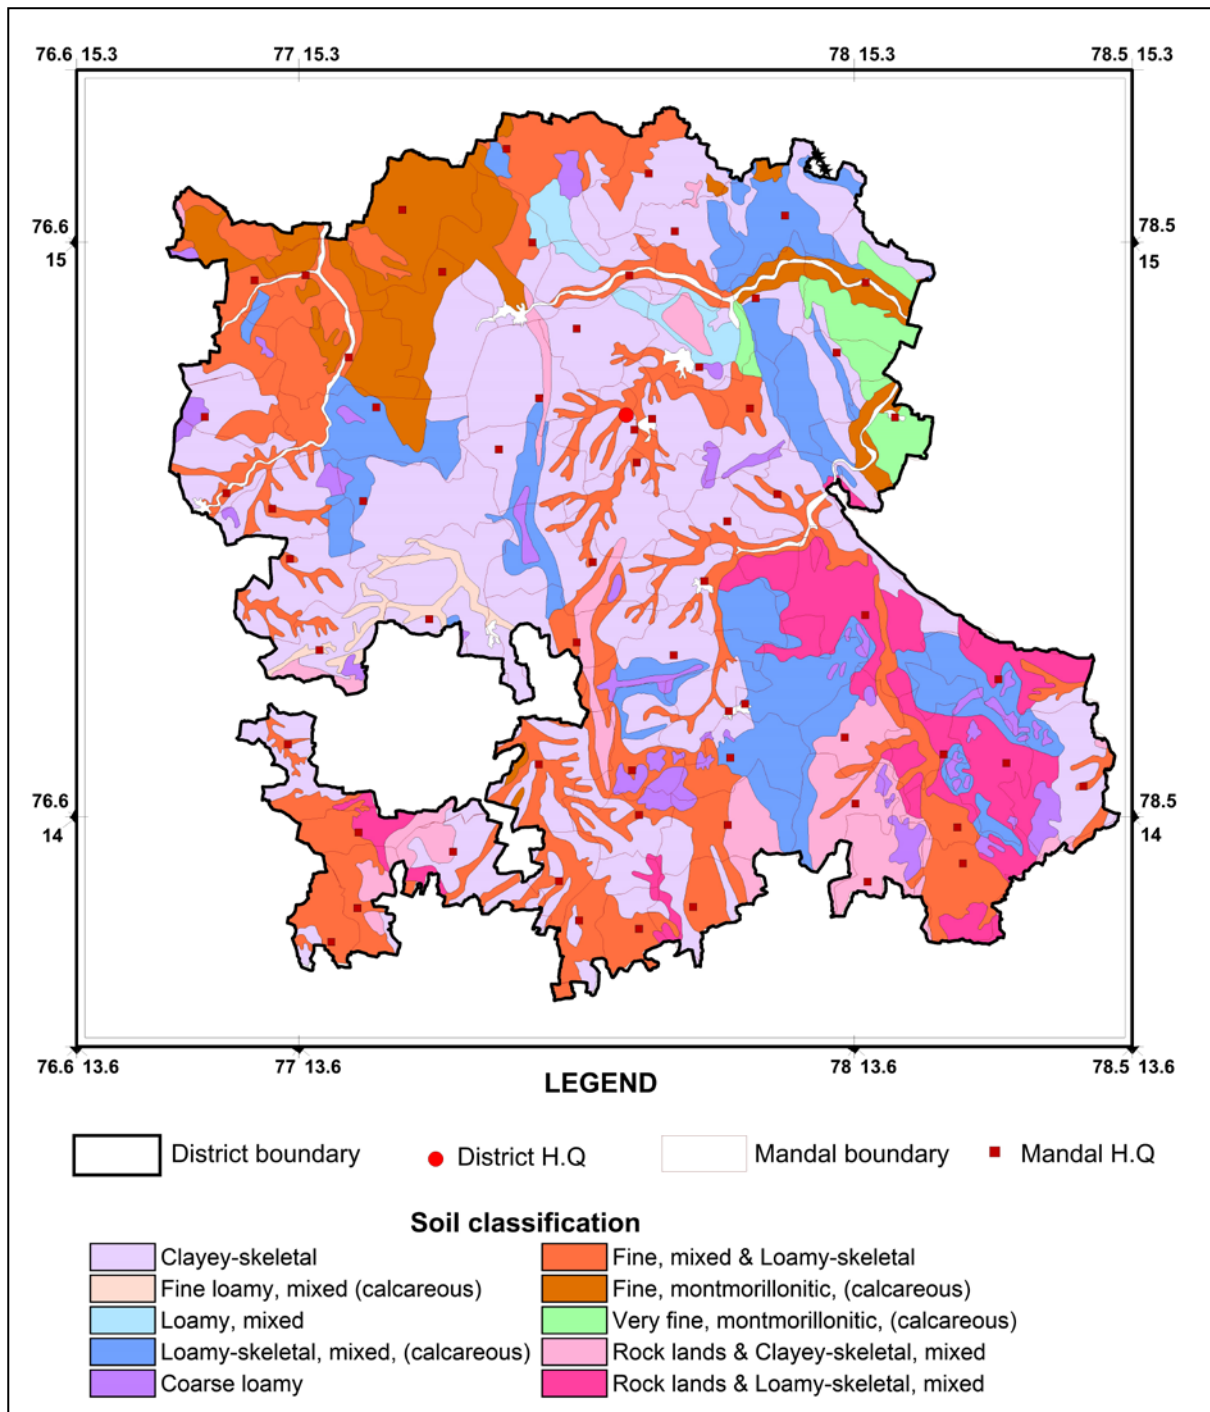 76.6 15.3 77 15.3 78 15.3 78.5 15.3
76.6 78.5
15 15
76.6 78.5
14 14
76.6 13.6 77 13.6 78 13.6 78.5 13.6
LEGEND
District boundary District H.Q Mandal boundary Mandal H.Q
Soil classification
Clayey-skeletal Fine, mixed & Loamy-skeletal
Fine loamy, mixed (calcareous) Fine, montmorillonitic, (calcareous)
Loamy, mixed Very fine, montmorillonitic, (calcareous)
Loamy-skeletal, mixed, (calcareous) Rock lands & Clayey-skeletal, mixed
Coarse loamy Rock lands & Loamy-skeletal, mixed